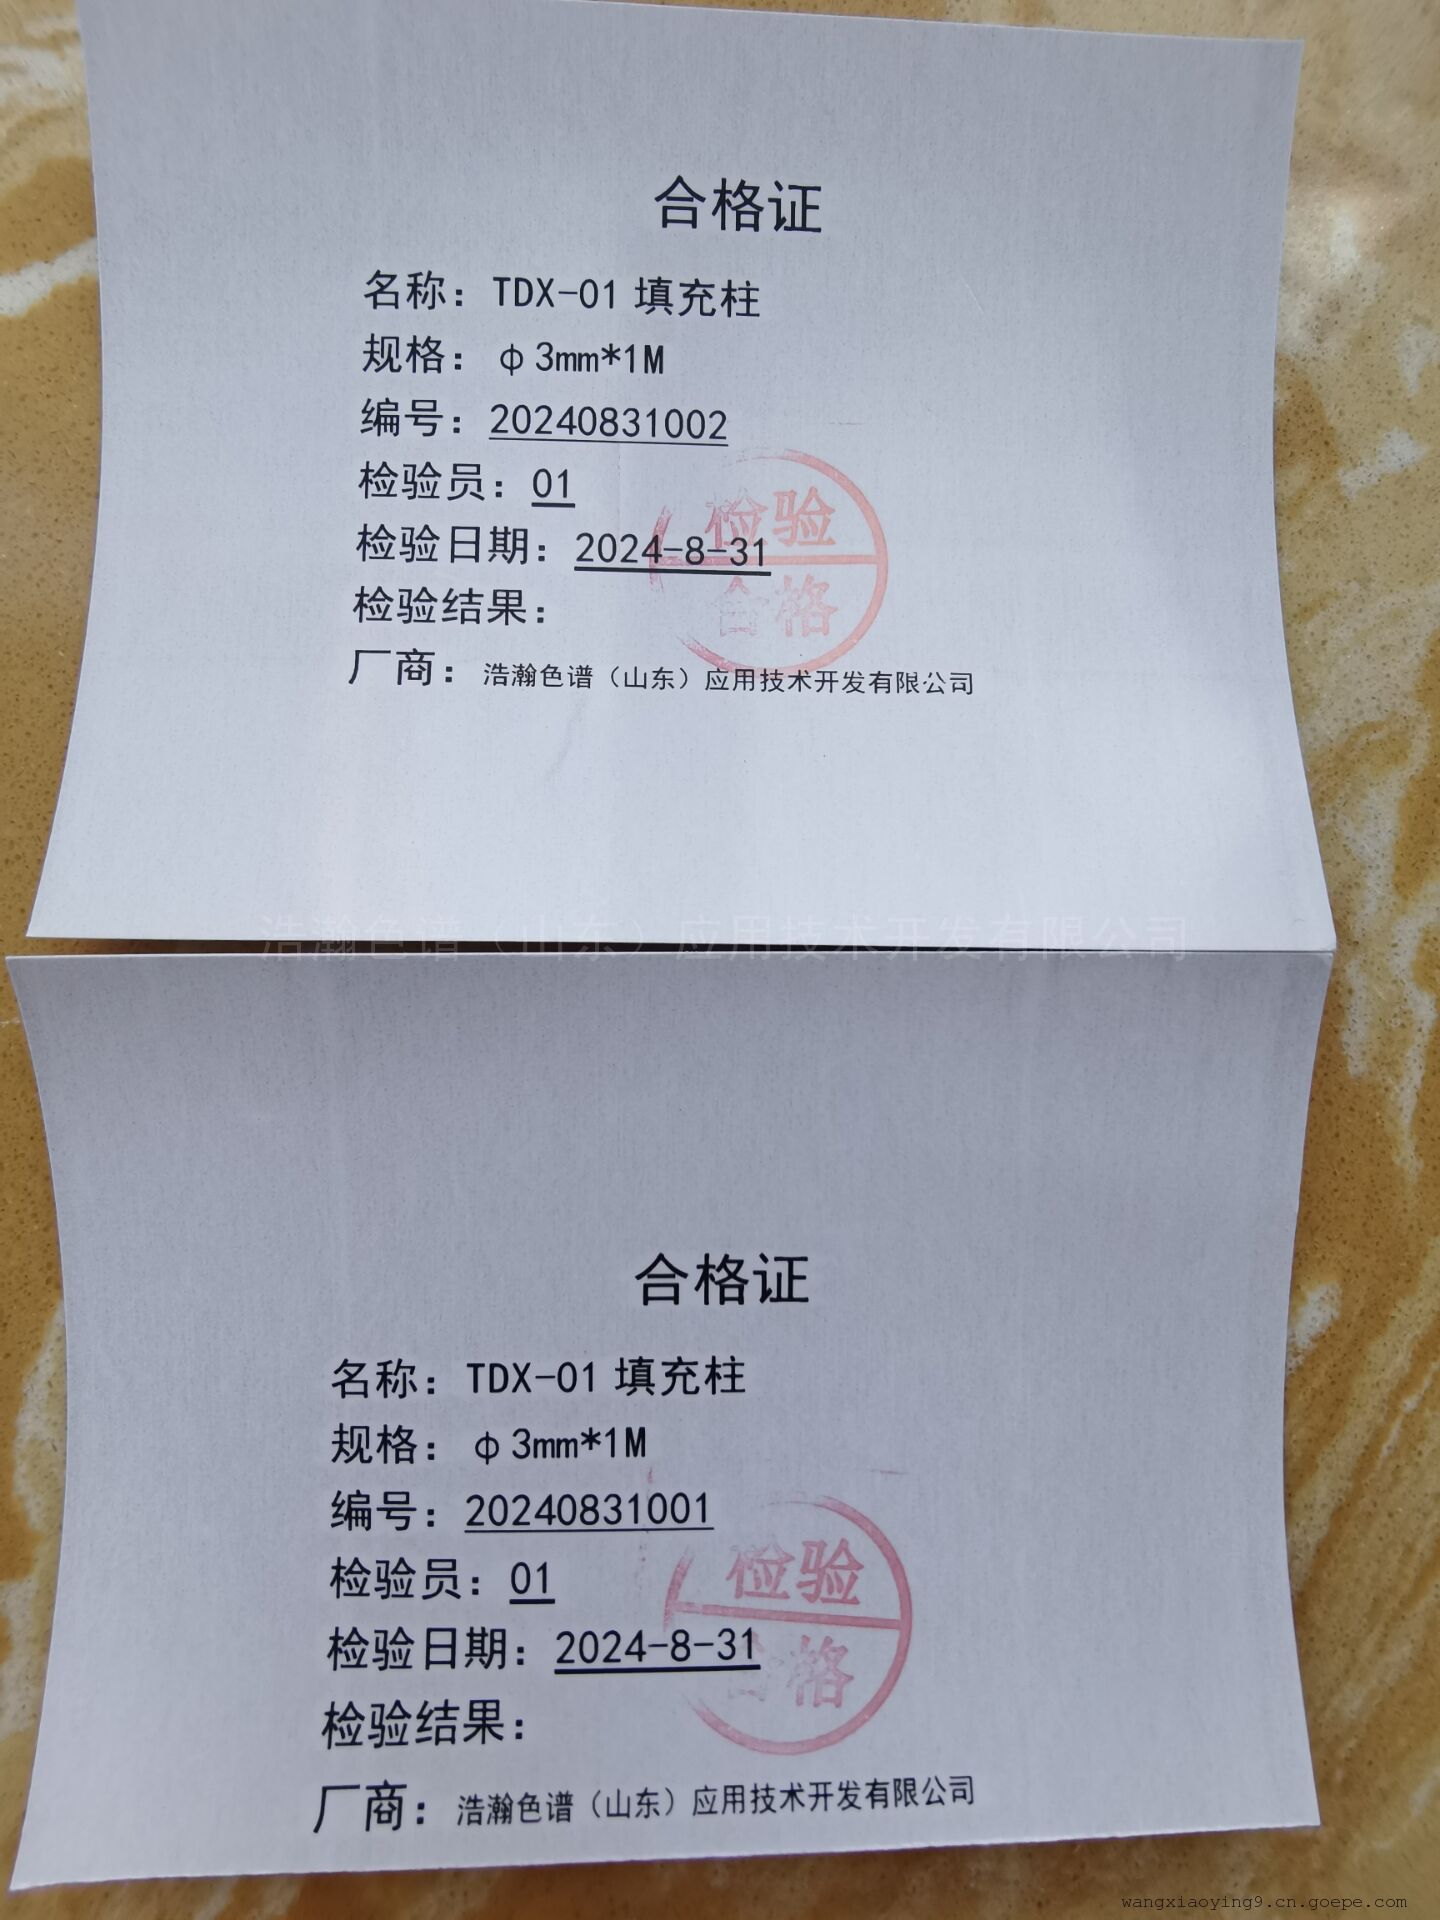 合格证
名称：TDX-01 填充柱
规格：φ3mm*1M
编号：20240831002
检验员：01
检验日期：2024-8-31
检验结果：
检验
合格
厂商：浩瀚色谱（山东）应用技术开发有限公司
浩瀚色谱（山东）应用技术开发有限公司
合格证
名称：TDX-01 填充柱
规格：φ3mm*1M
编号：20240831001
检验员：01
检验日期：2024-8-31
检验结果：
检验
合格
厂商：浩瀚色谱（山东）应用技术开发有限公司
wangxiaoying9.cn.goepe.com